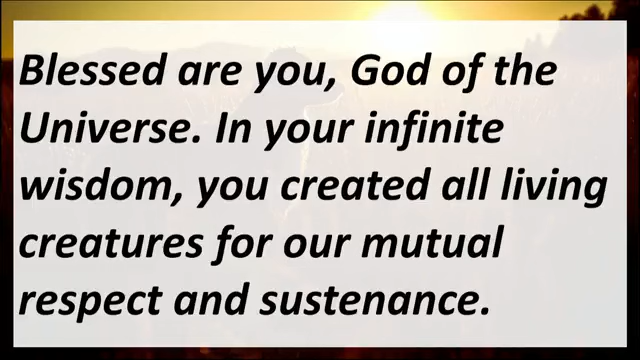 Blessed are you, God of the
Universe. In your infinite
wisdom, you created all living
creatures for our mutual
respect and sustenance.